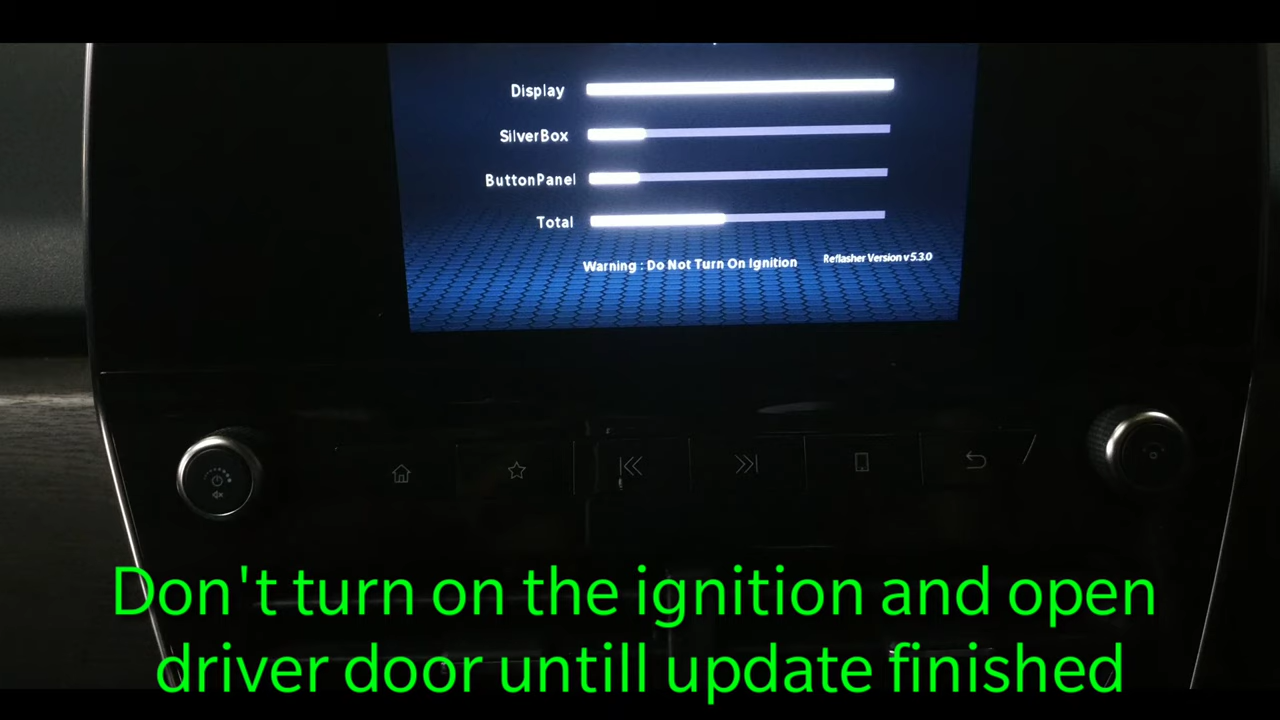 Display
SilverBox
ButtonPanel
Total
Warning : Do Not Turn On Ignition
Reflasher Version v 5.3.0
Don't turn on the ignition and open
driver door untill update finished